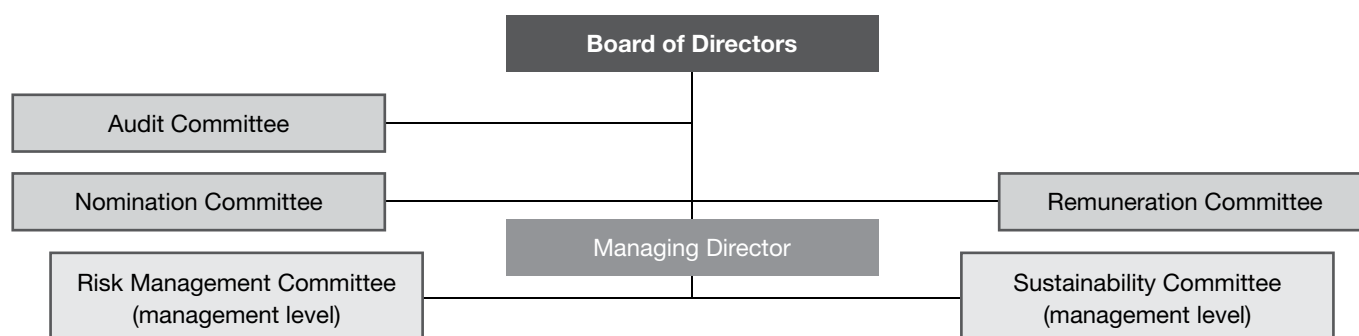 Board of Directors
Audit Committee
Nomination Committee
Remuneration Committee
Managing Director
Risk Management Committee
(management level)
Sustainability Committee
(management level)